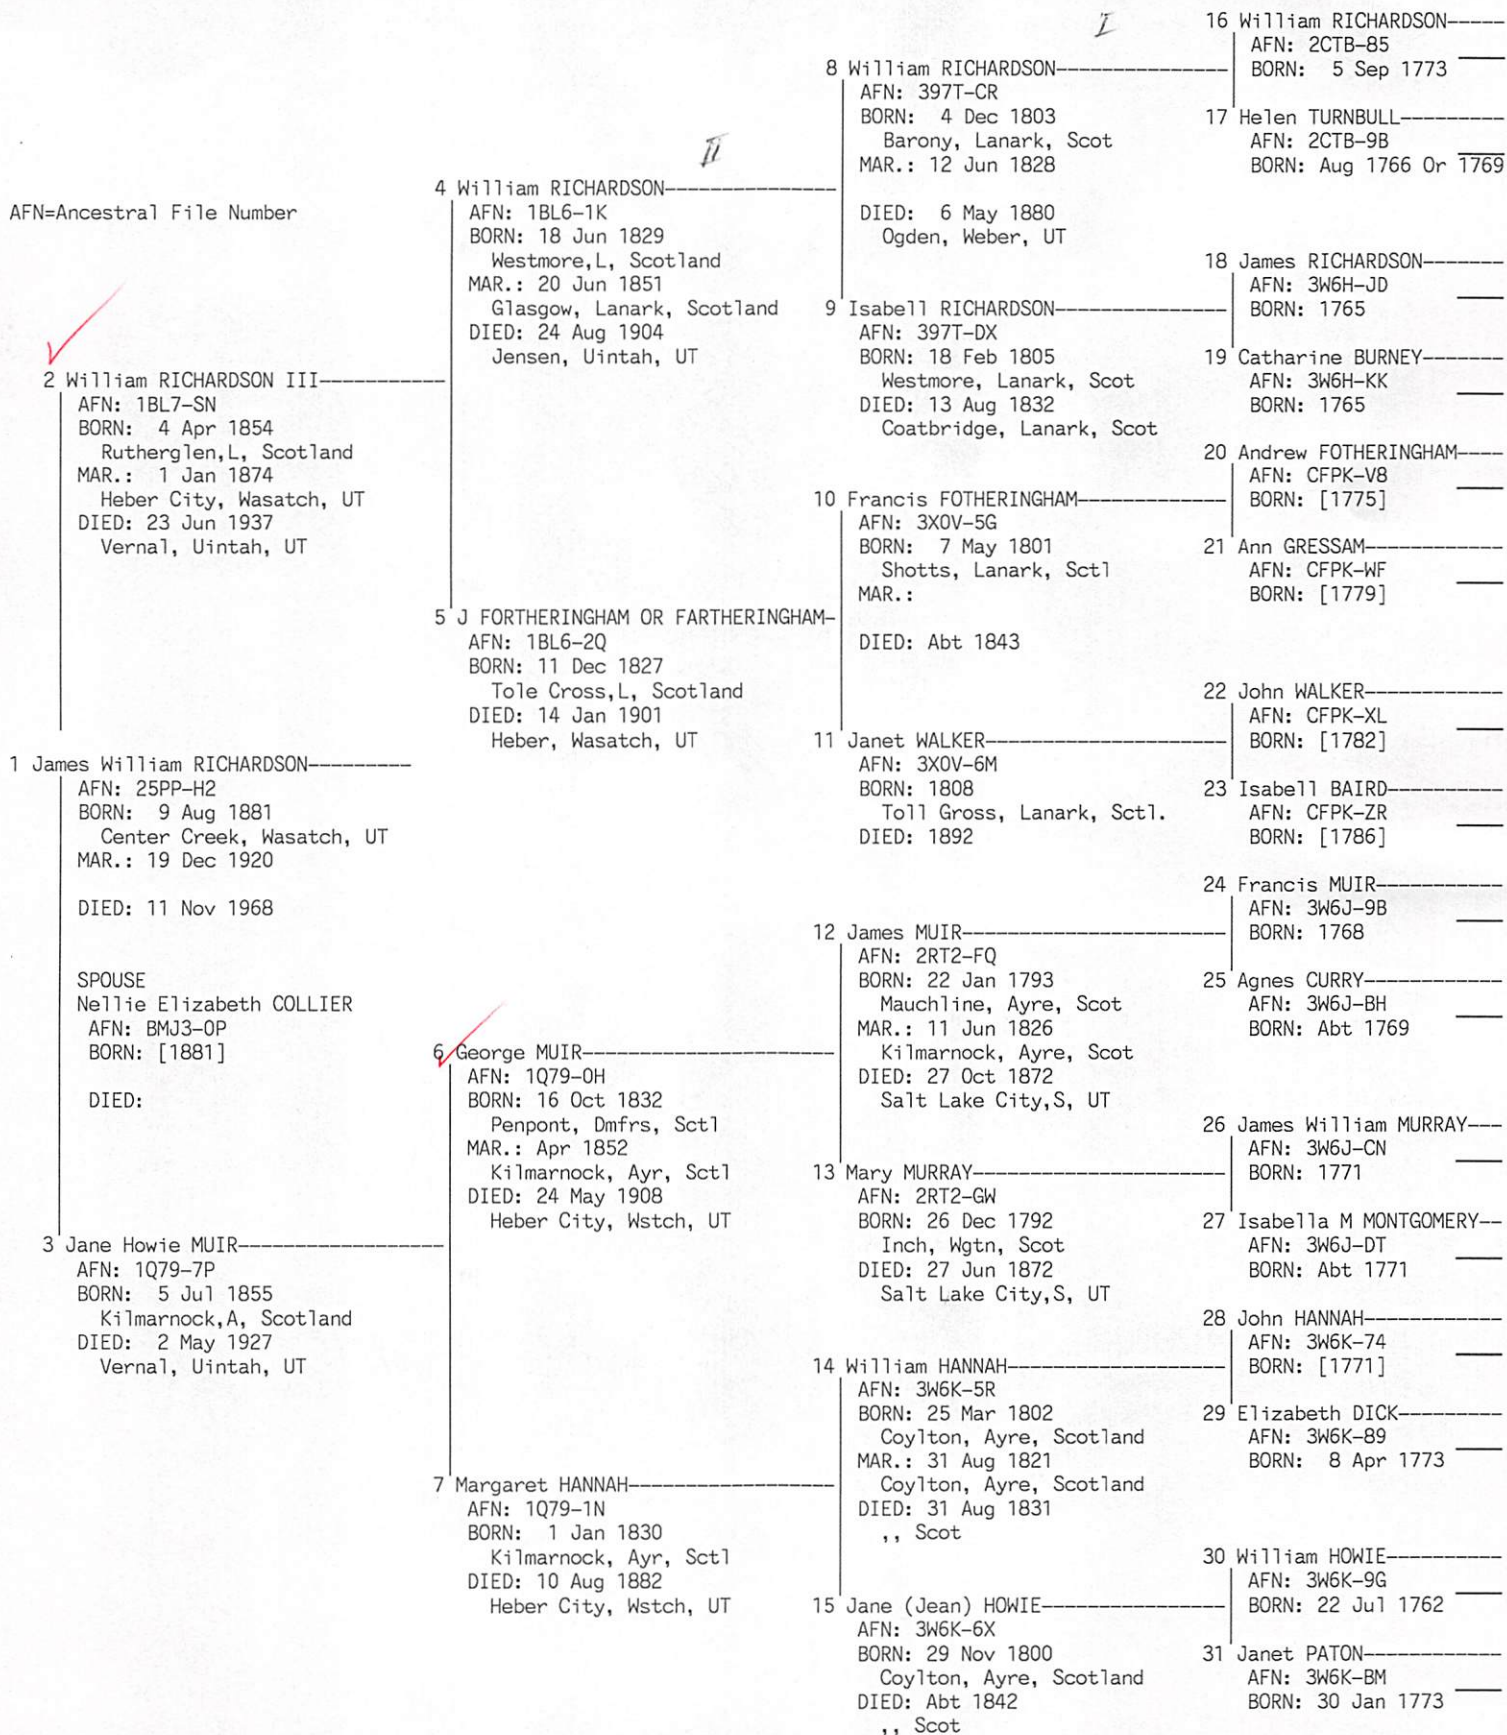 AFN=Ancestral File Number
1 James William RICHARDSON
AFN: 25PP-H2
BORN: 9 Aug 1881
Center Creek, Wasatch, UT
MAR.: 19 Dec 1920
DIED: 11 Nov 1968
SPOUSE
Nellie Elizabeth COLLIER
AFN: BMJ3-0P
BORN: [1881]
DIED:
2 William RICHARDSON III
AFN: 1BL7-SN
BORN: 4 Apr 1854
Rutherglen,L, Scotland
MAR.: 1 Jan 1874
Heber City, Wasatch, UT
DIED: 23 Jun 1937
Vernal, Uintah, UT
3 Jane Howie MUIR
AFN: 1Q79-7P
BORN: 5 Jul 1855
Kilmarnock,A, Scotland
DIED: 2 May 1927
Vernal, Uintah, UT
II
4 William RICHARDSON
AFN: 1BL6-1K
BORN: 18 Jun 1829
Westmore,L, Scotland
MAR.: 20 Jun 1851
Glasgow, Lanark, Scotland
DIED: 24 Aug 1904
Jensen, Uintah, UT
5 J FORTHERINGHAM OR FARTHERINGHAM
AFN: 1BL6-2Q
BORN: 11 Dec 1827
Tole Cross,L, Scotland
DIED: 14 Jan 1901
Heber, Wasatch, UT
6 George MUIR
AFN: 1Q79-0H
BORN: 16 Oct 1832
Penpont, Dmfrs, Sctl
MAR.: Apr 1852
Kilmarnock, Ayr, Sctl
DIED: 24 May 1908
Heber City, Wstch, UT
7 Margaret HANNAH
AFN: 1Q79-1N
BORN: 1 Jan 1830
Kilmarnock, Ayr, Sctl
DIED: 10 Aug 1882
Heber City, Wstch, UT
I
8 William RICHARDSON
AFN: 397T-CR
BORN: 4 Dec 1803
Barony, Lanark, Scot
MAR.: 12 Jun 1828
DIED: 6 May 1880
Ogden, Weber, UT
9 Isabell RICHARDSON
AFN: 397T-DX
BORN: 18 Feb 1805
Westmore, Lanark, Scot
DIED: 13 Aug 1832
Coatbridge, Lanark, Scot
10 Francis FOTHERINGHAM
AFN: 3X0V-5G
BORN: 7 May 1801
Shotts, Lanark, Sctl
MAR.:
DIED: Abt 1843
11 Janet WALKER
AFN: 3X0V-6M
BORN: 1808
Toll Gross, Lanark, Sctl.
DIED: 1892
12 James MUIR
AFN: 2RT2-FQ
BORN: 22 Jan 1793
Mauchline, Ayre, Scot
MAR.: 11 Jun 1826
Kilmarnock, Ayre, Scot
DIED: 27 Oct 1872
Salt Lake City,S, UT
13 Mary MURRAY
AFN: 2RT2-GW
BORN: 26 Dec 1792
Inch, Wgtn, Scot
DIED: 27 Jun 1872
Salt Lake City,S, UT
14 William HANNAH
AFN: 3W6K-5R
BORN: 25 Mar 1802
Coylton, Ayre, Scotland
MAR.: 31 Aug 1821
Coylton, Ayre, Scotland
DIED: 31 Aug 1831
,, Scot
15 Jane (Jean) HOWIE
AFN: 3W6K-6X
BORN: 29 Nov 1800
Coylton, Ayre, Scotland
DIED: Abt 1842
,, Scot
16 William RICHARDSON
AFN: 2CTB-85
BORN: 5 Sep 1773
17 Helen TURNBULL
AFN: 2CTB-9B
BORN: Aug 1766 Or 1769
18 James RICHARDSON
AFN: 3W6H-JD
BORN: 1765
19 Catharine BURNEY
AFN: 3W6H-KK
BORN: 1765
20 Andrew FOTHERINGHAM
AFN: CFPK-V8
BORN: [1775]
21 Ann GRESSAM
AFN: CFPK-WF
BORN: [1779]
22 John WALKER
AFN: CFPK-XL
BORN: [1782]
23 Isabell BAIRD
AFN: CFPK-ZR
BORN: [1786]
24 Francis MUIR
AFN: 3W6J-9B
BORN: 1768
25 Agnes CURRY
AFN: 3W6J-BH
BORN: Abt 1769
26 James William MURRAY
AFN: 3W6J-CN
BORN: 1771
27 Isabella M MONTGOMERY
AFN: 3W6J-DT
BORN: Abt 1771
28 John HANNAH
AFN: 3W6K-74
BORN: [1771]
29 Elizabeth DICK
AFN: 3W6K-89
BORN: 8 Apr 1773
30 William HOWIE
AFN: 3W6K-9G
BORN: 22 Jul 1762
31 Janet PATON
AFN: 3W6K-BM
BORN: 30 Jan 1773